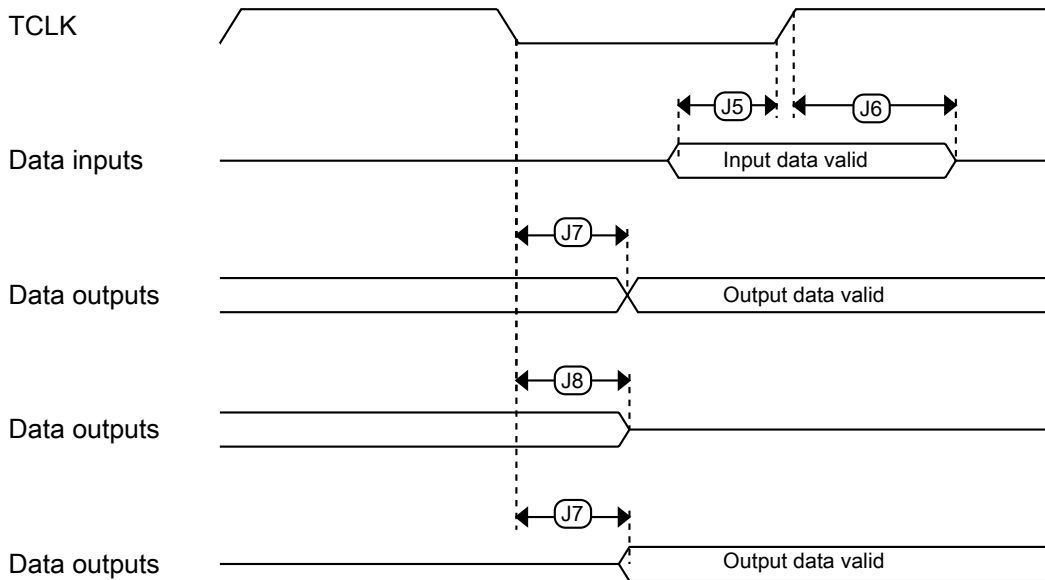 TCLK
J5
J6
Data inputs
Input data valid
J7
Data outputs
Output data valid
J8
Data outputs
J7
Data outputs
Output data valid